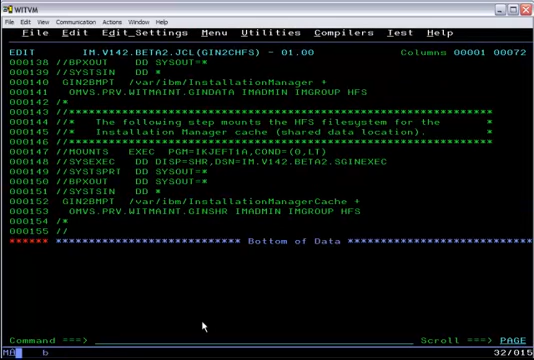 WITVM
File Edit View Communication Actions Window Help
File Edit Edit_Settings Menu Utilities Compilers Test Help
EDIT IM.V142.BETA2.JCL(GIN2CHFS) - 01.00 Columns 00001 00072
000138 //BPXOUT DD SYSOUT=*
000139 //SYSTSIN DD *
000140 GIN2BMPT /var/ibm/InstallationManager +
000141 OMVS.PRV.WITMAINT.GINDATA IMADMIN IMGROUP HFS
000142 /*
000143 //*******************************************************************
000144 //* The following step mounts the HFS filesystem for the *
000145 //* Installation Manager cache (shared data location). *
000146 //*******************************************************************
000147 //MOUNTS EXEC PGM=IKJEFT1A,COND=(0,LT)
000148 //SYSEXEC DD DISP=SHR,DSN=IM.V142.BETA2.SGINEXEC
000149 //SYSTSPRT DD SYSOUT=*
000150 //BPXOUT DD SYSOUT=*
000151 //SYSTSIN DD *
000152 GIN2BMPT /var/ibm/InstallationManagerCache +
000153 OMVS.PRV.WITMAINT.GINSHR IMADMIN IMGROUP HFS
000154 /*
000155 //
****** **************************** Bottom of Data ****************************
Command ===> Scroll ===> PAGE
b 32/015